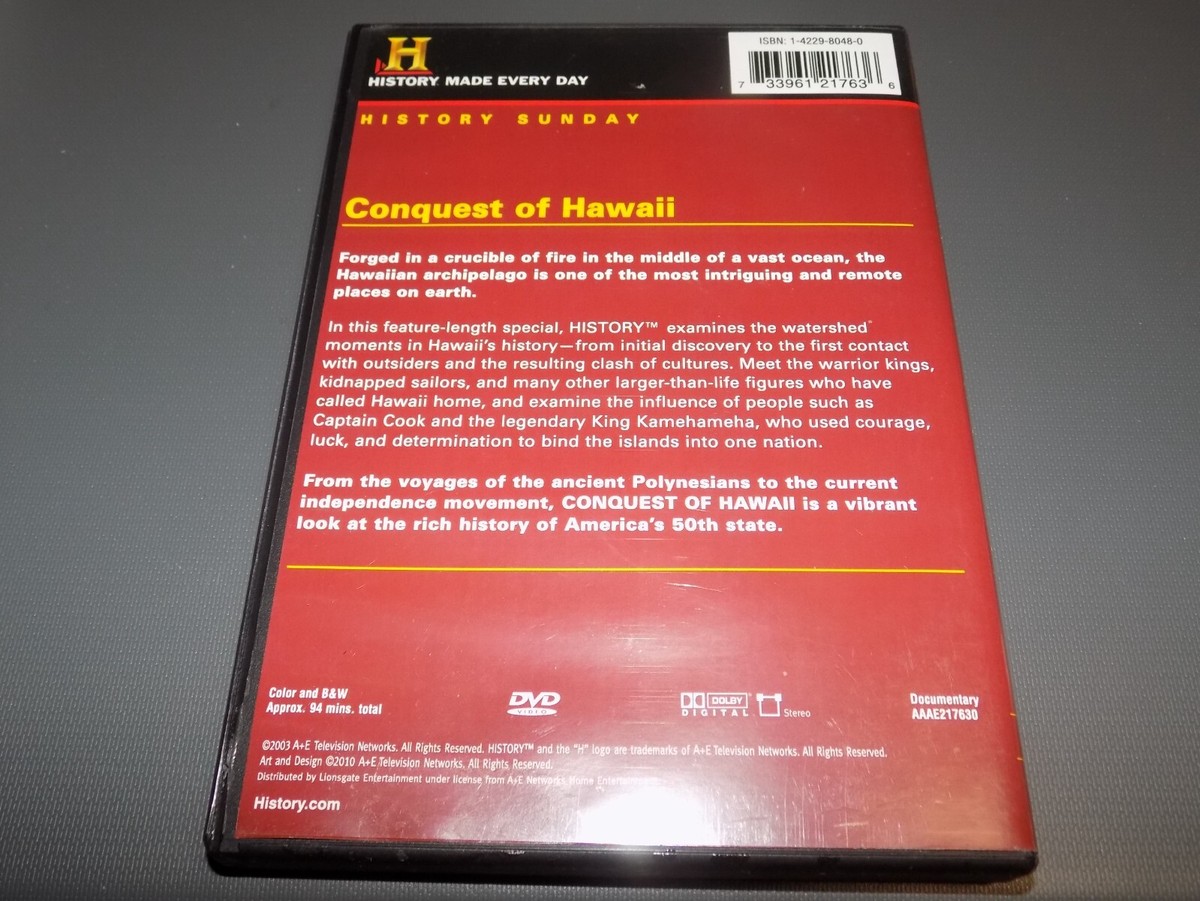 H
HISTORY MADE EVERY DAY
ISBN: 1-4229-8048-0
7 33961 21763 6
HISTORY SUNDAY
Conquest of Hawaii
Forged in a crucible of fire in the middle of a vast ocean, the
Hawaiian archipelago is one of the most intriguing and remote
places on earth.
In this feature-length special, HISTORY™ examines the watershed
moments in Hawaii's history—from initial discovery to the first contact
with outsiders and the resulting clash of cultures. Meet the warrior kings,
kidnapped sailors, and many other larger-than-life figures who have
called Hawaii home, and examine the influence of people such as
Captain Cook and the legendary King Kamehameha, who used courage,
luck, and determination to bind the islands into one nation.
From the voyages of the ancient Polynesians to the current
independence movement, CONQUEST OF HAWAII is a vibrant
look at the rich history of America's 50th state.
Color and B&W
Approx. 94 mins. total
DVD
VIDEO
DOLBY
DIGITAL
Stereo
Documentary
AAAE217630
©2003 A+E Television Networks. All Rights Reserved. HISTORY™ and the "H" logo are trademarks of A+E Television Networks. All Rights Reserved.
Art and Design ©2010 A+E Television Networks. All Rights Reserved.
Distributed by Lionsgate Entertainment under license from A+E Networks Home Entertainment
History.com